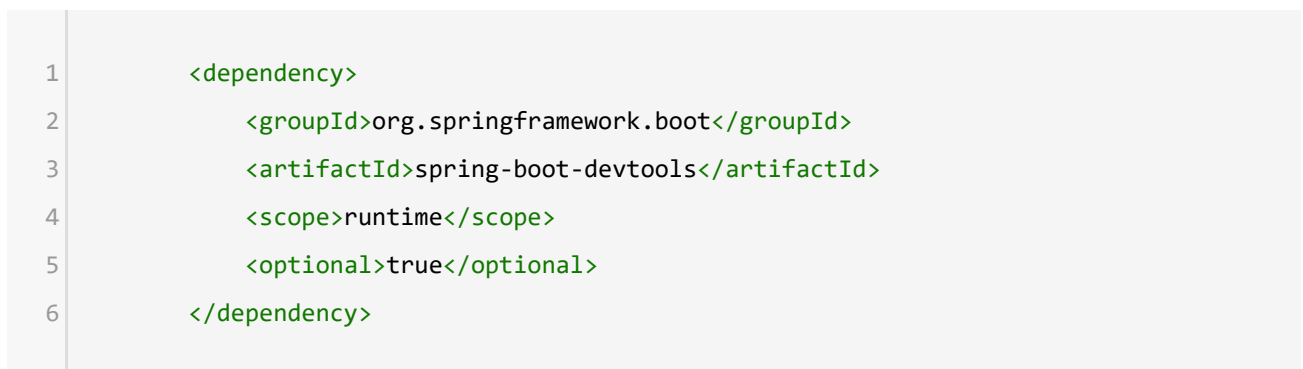 1 <dependency>
2 <groupId>org.springframework.boot</groupId>
3 <artifactId>spring-boot-devtools</artifactId>
4 <scope>runtime</scope>
5 <optional>true</optional>
6 </dependency>